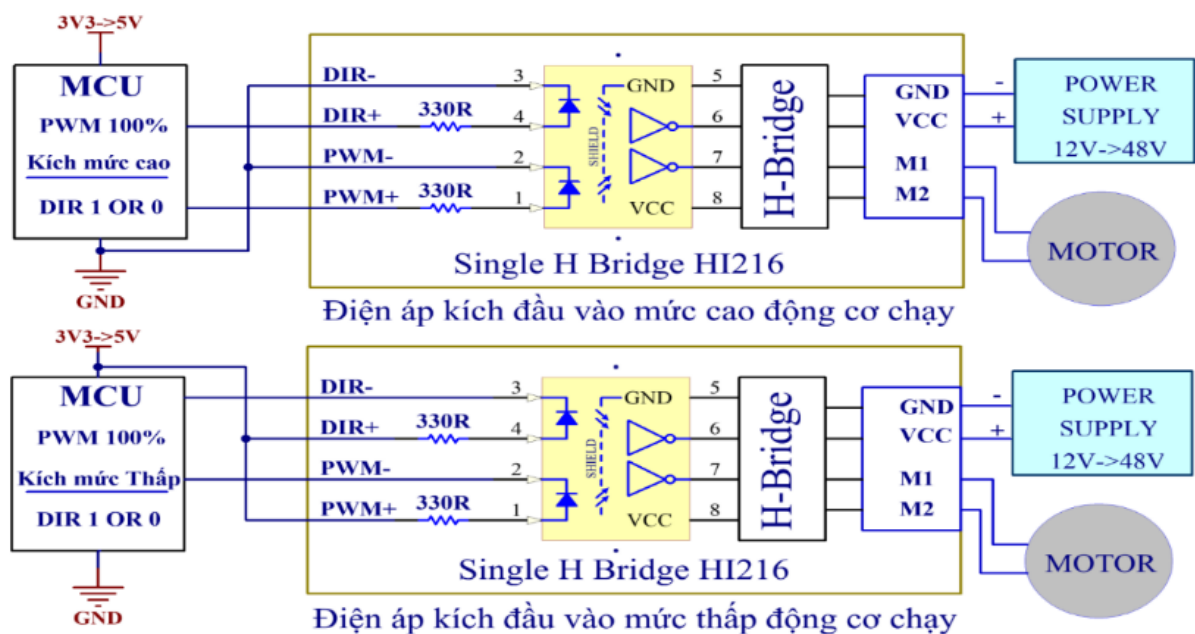 3V3->5V
MCU
PWM 100%
Kích mức cao
DIR 1 OR 0
GND
DIR-
DIR+
330R
PWM-
PWM+
330R
3
4
2
1
GND
SHIELD
VCC
5
6
7
8
H-Bridge
GND
VCC
M1
M2
-
+
POWER
SUPPLY
12V->48V
MOTOR
Single H Bridge HI216
Điện áp kích đầu vào mức cao động cơ chạy
3V3->5V
MCU
PWM 100%
Kích mức Thấp
DIR 1 OR 0
GND
DIR-
DIR+
330R
PWM-
PWM+
330R
3
4
2
1
GND
SHIELD
VCC
5
6
7
8
H-Bridge
GND
VCC
M1
M2
-
+
POWER
SUPPLY
12V->48V
MOTOR
Single H Bridge HI216
Điện áp kích đầu vào mức thấp động cơ chạy